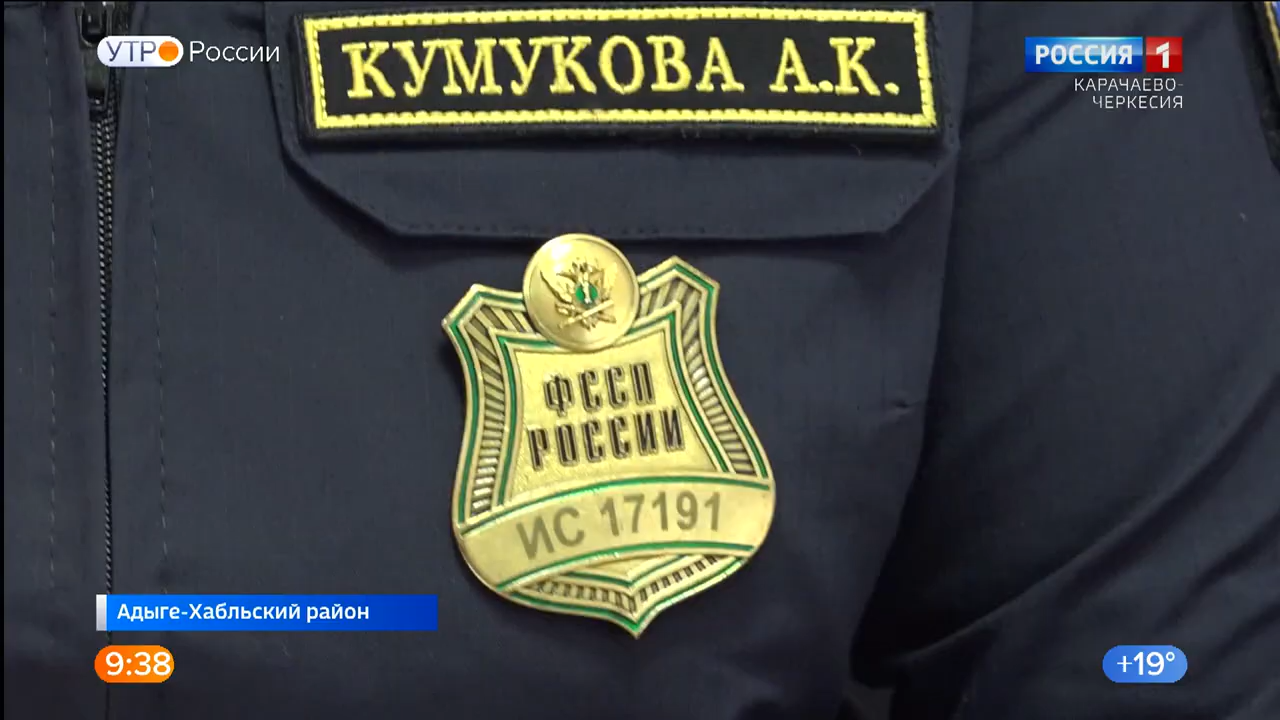 КУМУКОВА А.К.
УТРО России
РОССИЯ 1
КАРАЧАЕВО-
ЧЕРКЕСИЯ
ФССП
РОССИИ
ИС 17191
Адыге-Хабльский район
9:38
+19°